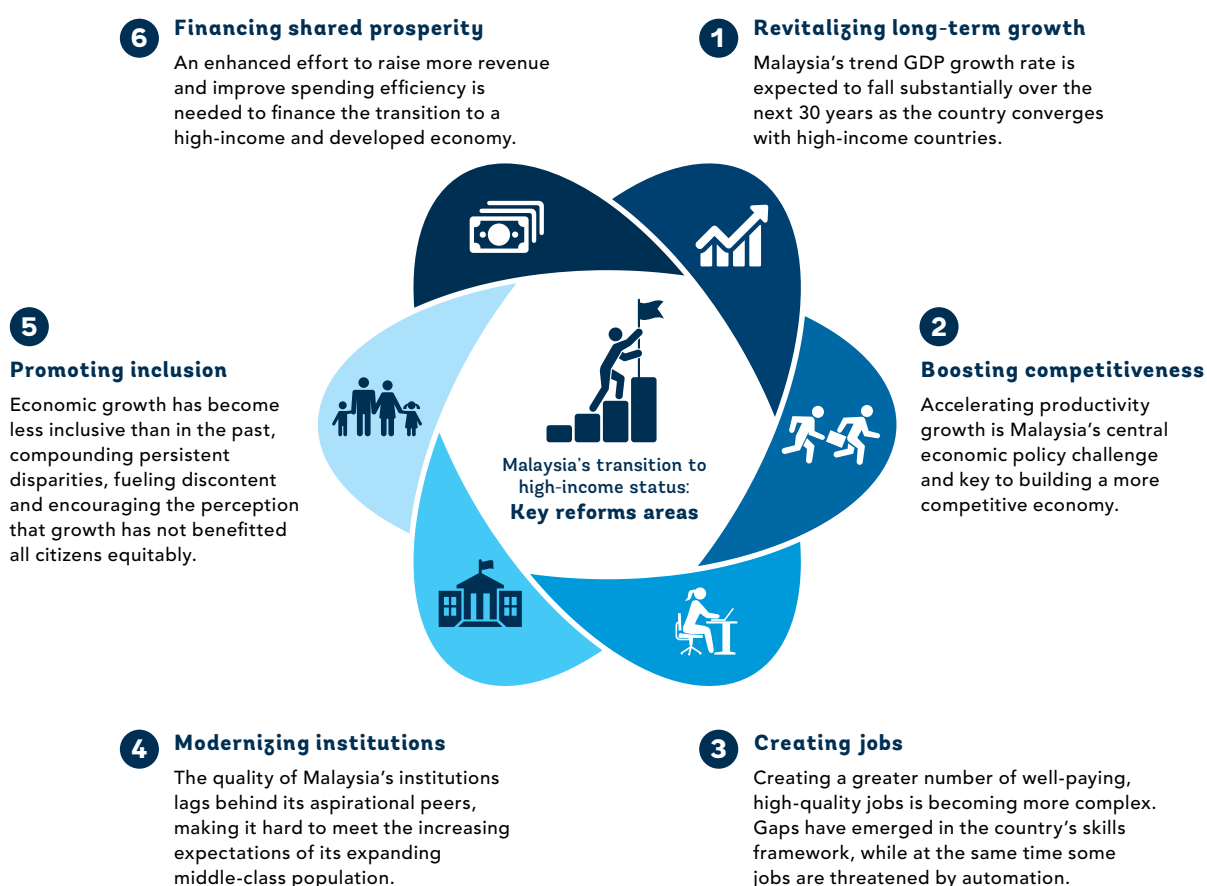 6
Financing shared prosperity
An enhanced effort to raise more revenue
and improve spending efficiency is
needed to finance the transition to a
high-income and developed economy.
1
Revitalizing long-term growth
Malaysia's trend GDP growth rate is
expected to fall substantially over the
next 30 years as the country converges
with high-income countries.
5
Promoting inclusion
Economic growth has become
less inclusive than in the past,
compounding persistent
disparities, fueling discontent
and encouraging the perception
that growth has not benefitted
all citizens equitably.
Malaysia's transition to
high-income status:
Key reforms areas
2
Boosting competitiveness
Accelerating productivity
growth is Malaysia's central
economic policy challenge
and key to building a more
competitive economy.
4
Modernizing institutions
The quality of Malaysia's institutions
lags behind its aspirational peers,
making it hard to meet the increasing
expectations of its expanding
middle-class population.
3
Creating jobs
Creating a greater number of well-paying,
high-quality jobs is becoming more complex.
Gaps have emerged in the country's skills
framework, while at the same time some
jobs are threatened by automation.